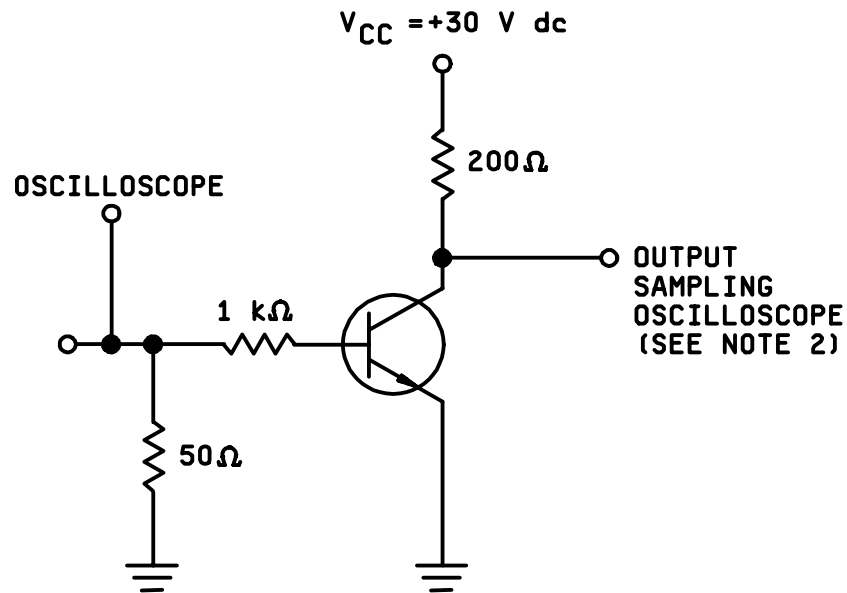 VCC =+30 V dc
200Ω
OSCILLOSCOPE
OUTPUT
SAMPLING
OSCILLOSCOPE
(SEE NOTE 2)
1 kΩ
50Ω